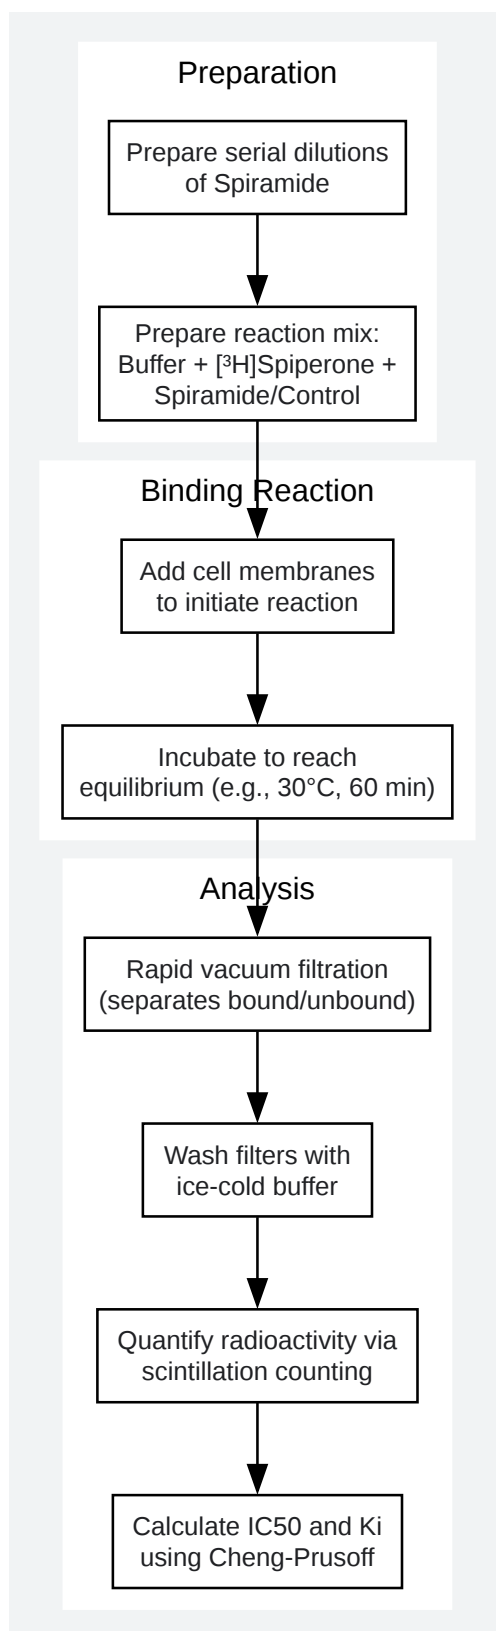 Preparation
Prepare serial dilutions
of Spiramide
Prepare reaction mix:
Buffer + [³H]Spiperone +
Spiramide/Control
Binding Reaction
Add cell membranes
to initiate reaction
Incubate to reach
equilibrium (e.g., 30°C, 60 min)
Analysis
Rapid vacuum filtration
(separates bound/unbound)
Wash filters with
ice-cold buffer
Quantify radioactivity via
scintillation counting
Calculate IC50 and Ki
using Cheng-Prusoff